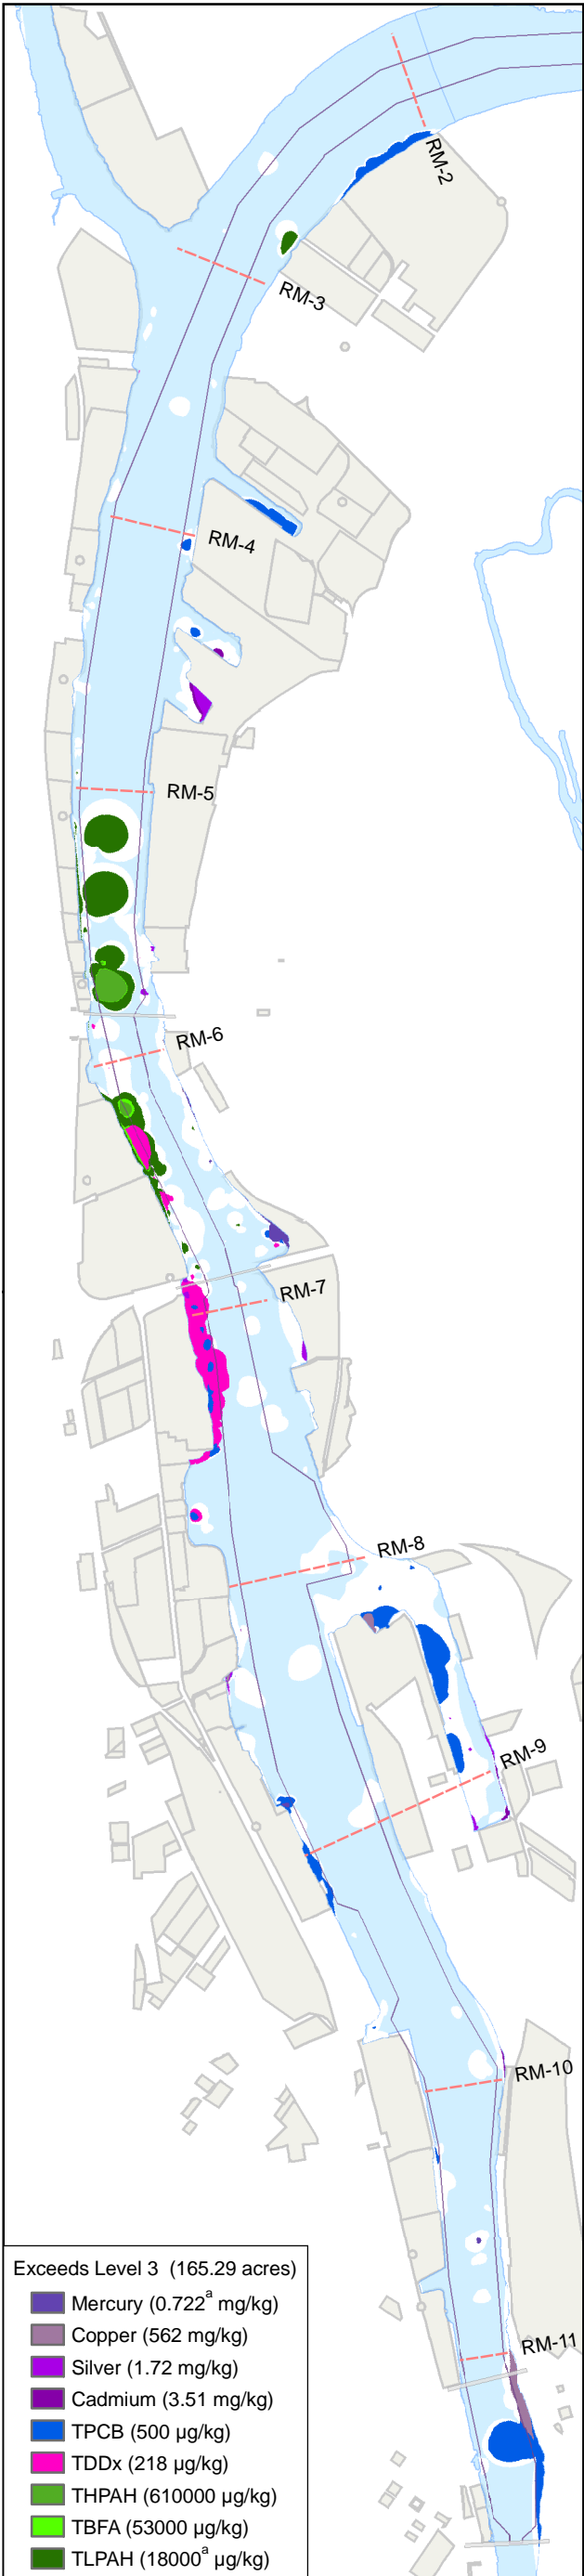 RM-2
RM-3
RM-4
RM-5
RM-6
RM-7
RM-8
RM-9
RM-10
RM-11
Exceeds Level 3 (165.29 acres)
Mercury (0.722ᵃ mg/kg)
Copper (562 mg/kg)
Silver (1.72 mg/kg)
Cadmium (3.51 mg/kg)
TPCB (500 µg/kg)
TDDx (218 µg/kg)
THPAH (610000 µg/kg)
TBFA (53000 µg/kg)
TLPAH (18000ᵃ µg/kg)